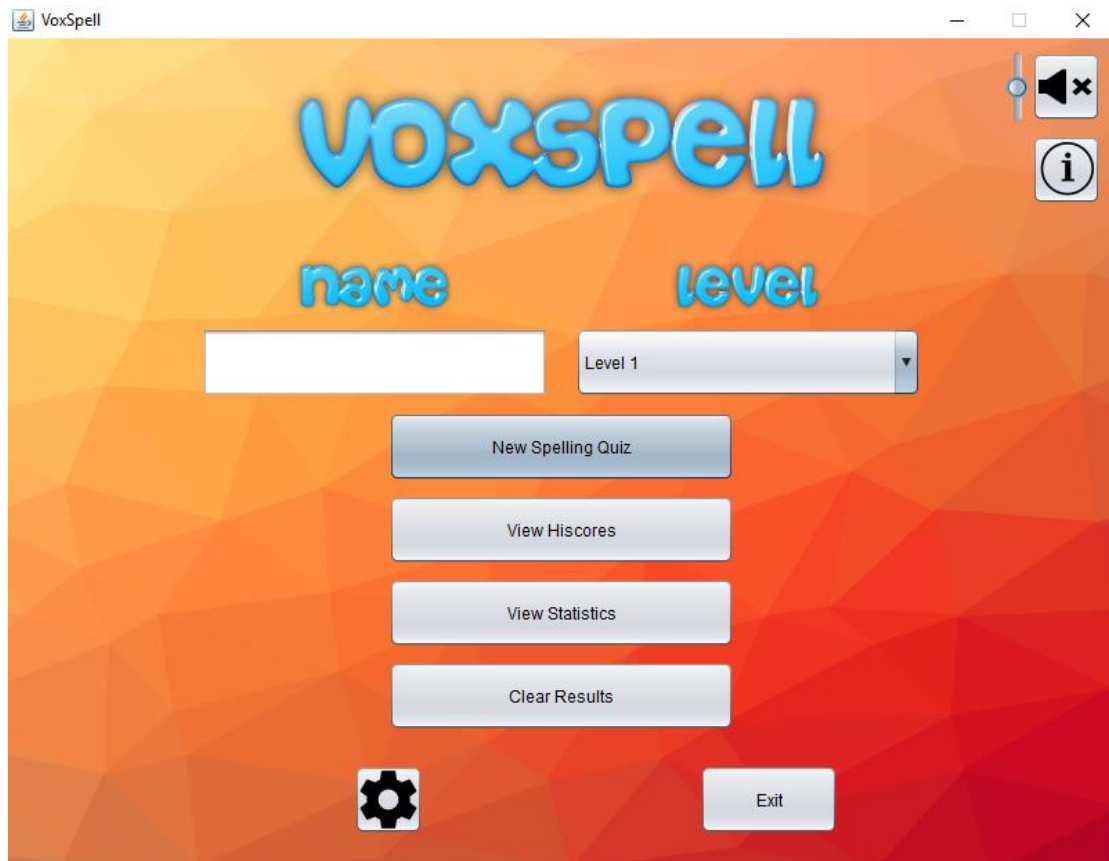 VoxSpell
voxspell
name
level
Level 1
New Spelling Quiz
View Hiscores
View Statistics
Clear Results
Exit